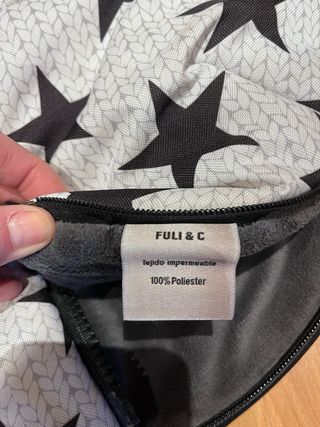 FULI & C
Tejido impermeable
100% Poliester